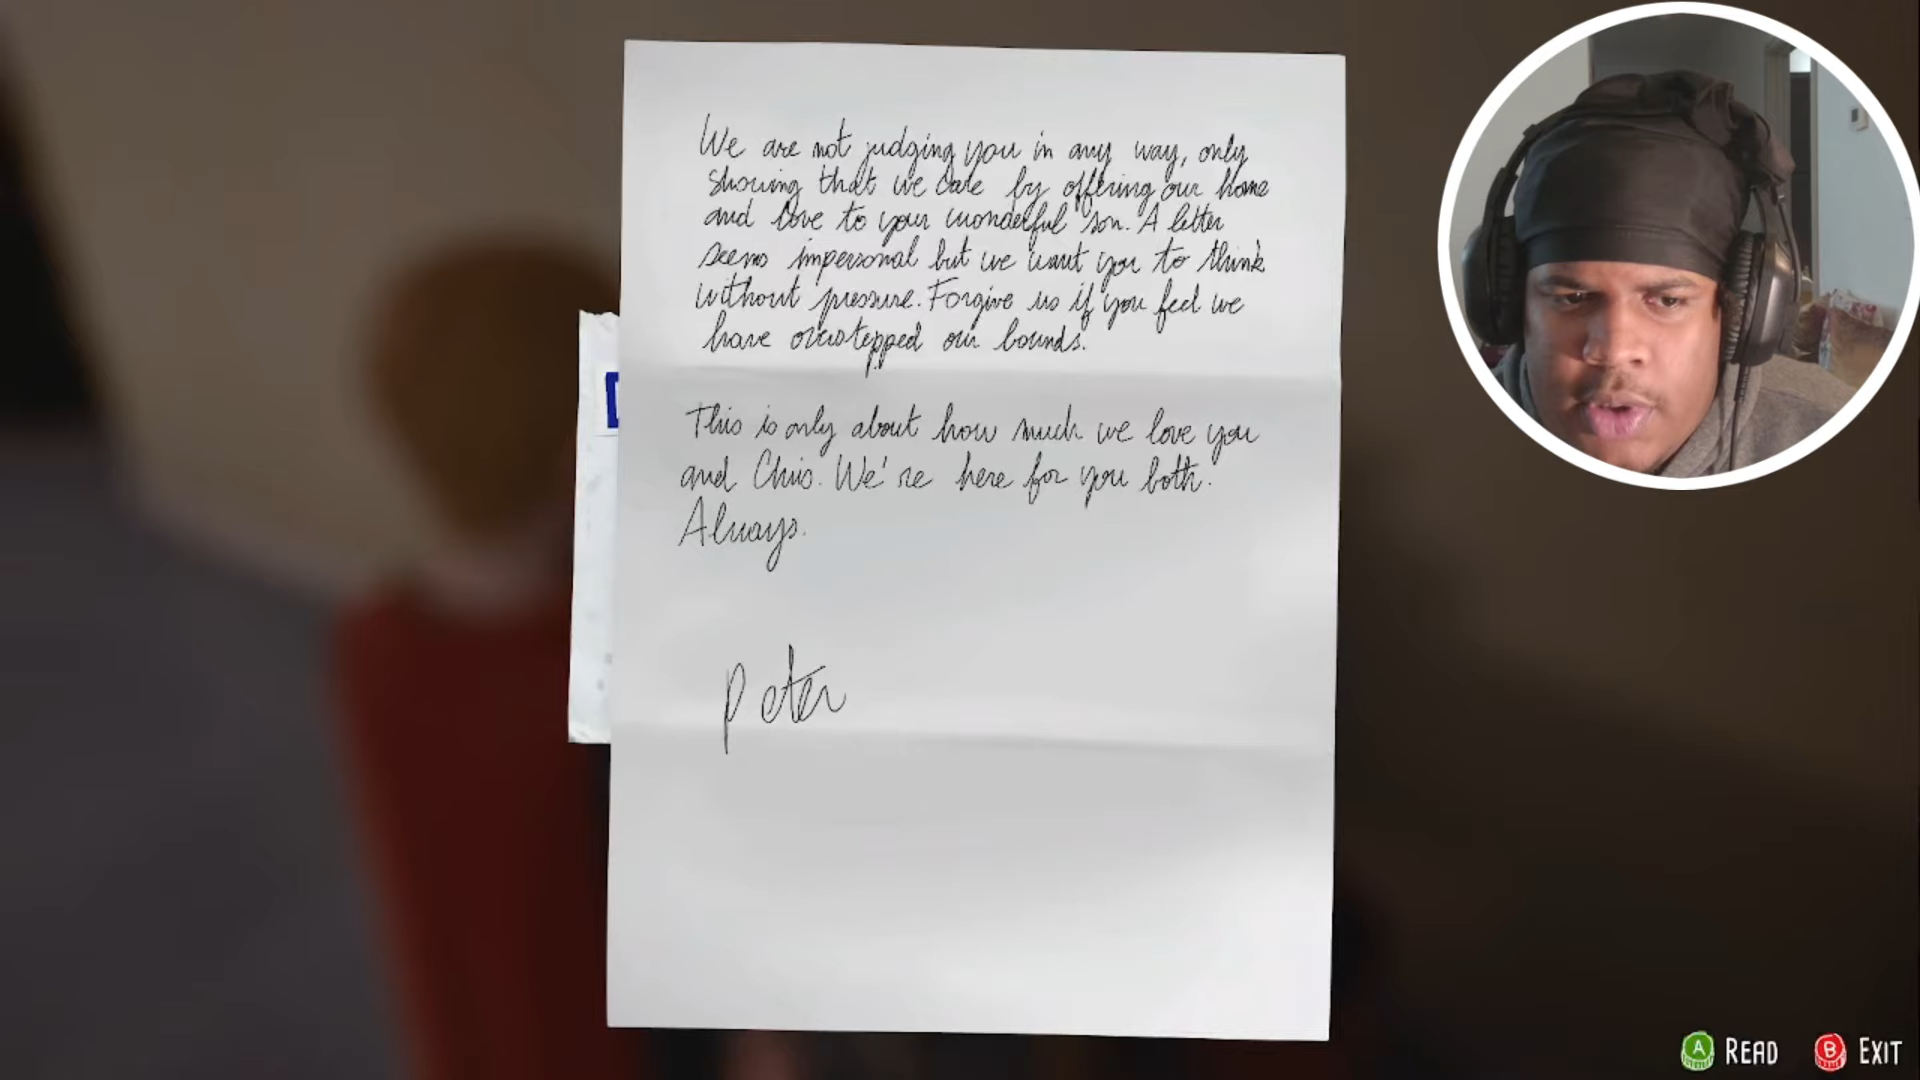 We are not judging you in any way, only
showing that we care by offering our home
and love to your wonderful son. A letter
seems impersonal but we want you to think
without pressure. Forgive us if you feel we
have overstepped our bounds.
This is only about how much we love you
and Chris. We're here for you both.
Always.
Peter
A READ B EXIT